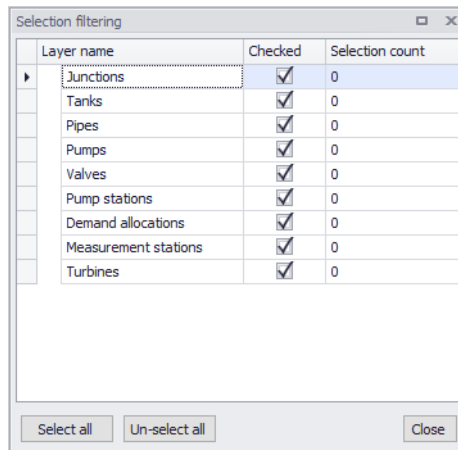 Selection filtering
Layer name Checked Selection count
Junctions 0
Tanks 0
Pipes 0
Pumps 0
Valves 0
Pump stations 0
Demand allocations 0
Measurement stations 0
Turbines 0
Select all Un-select all Close